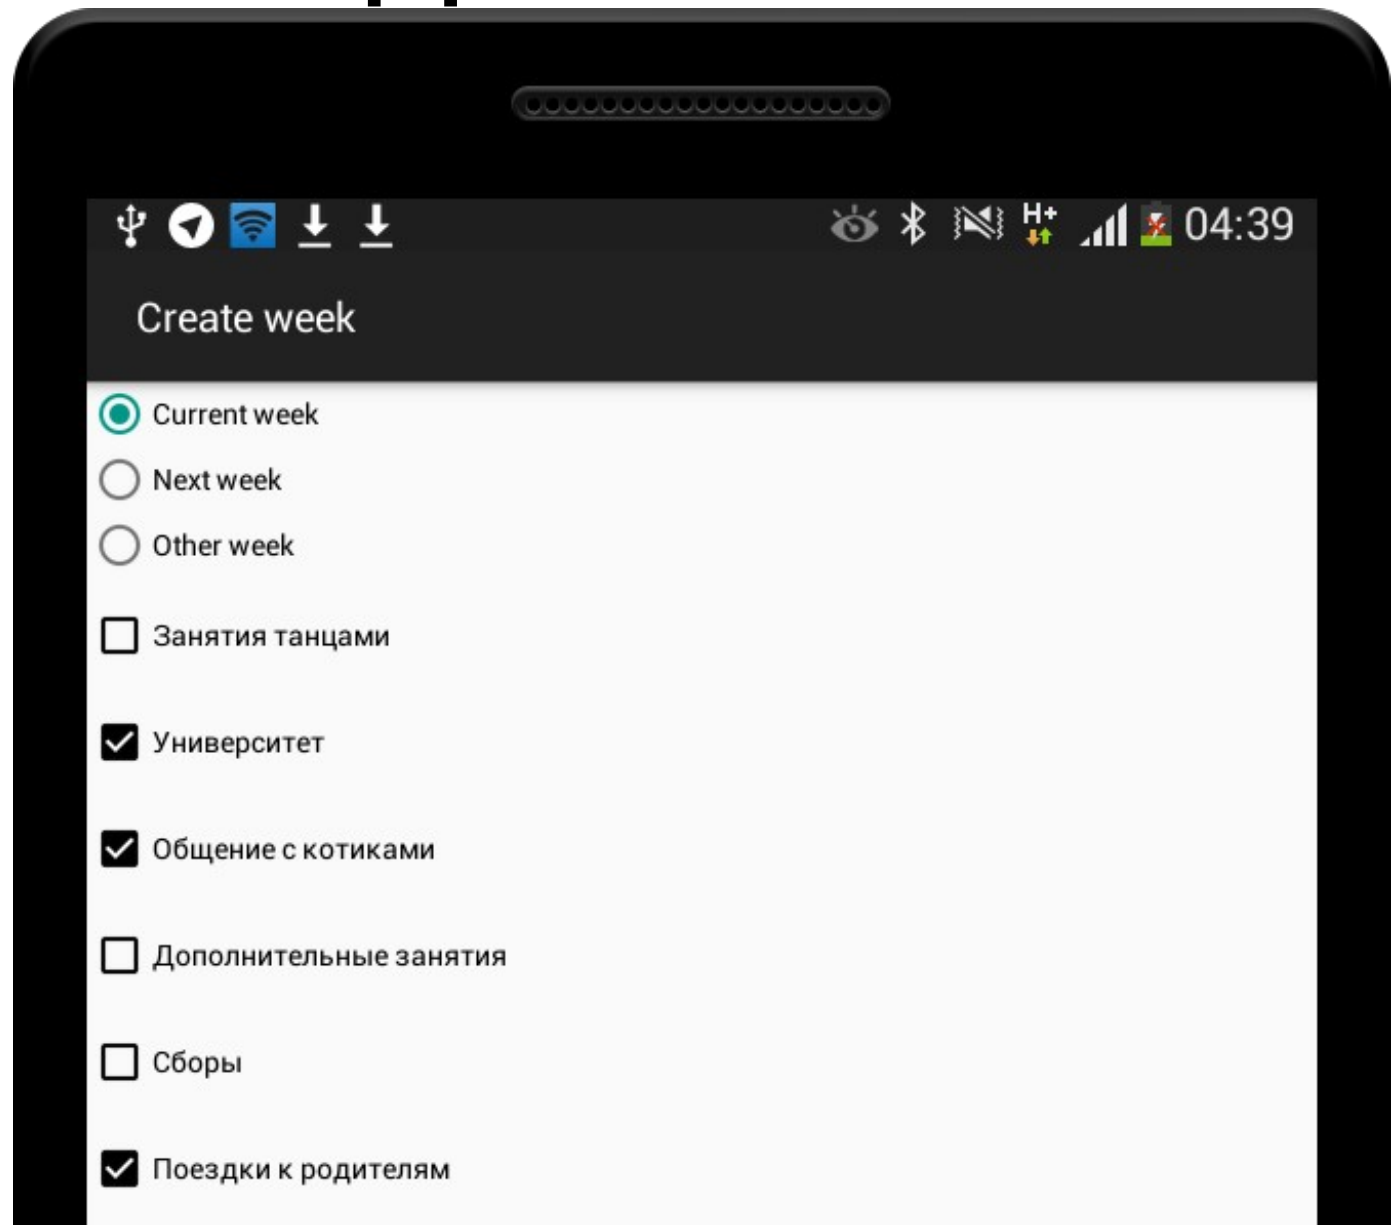 H+ 04:39
Create week
Current week
Next week
Other week
Занятия танцами
Университет
Общение с котиками
Дополнительные занятия
Сборы
Поездки к родителям